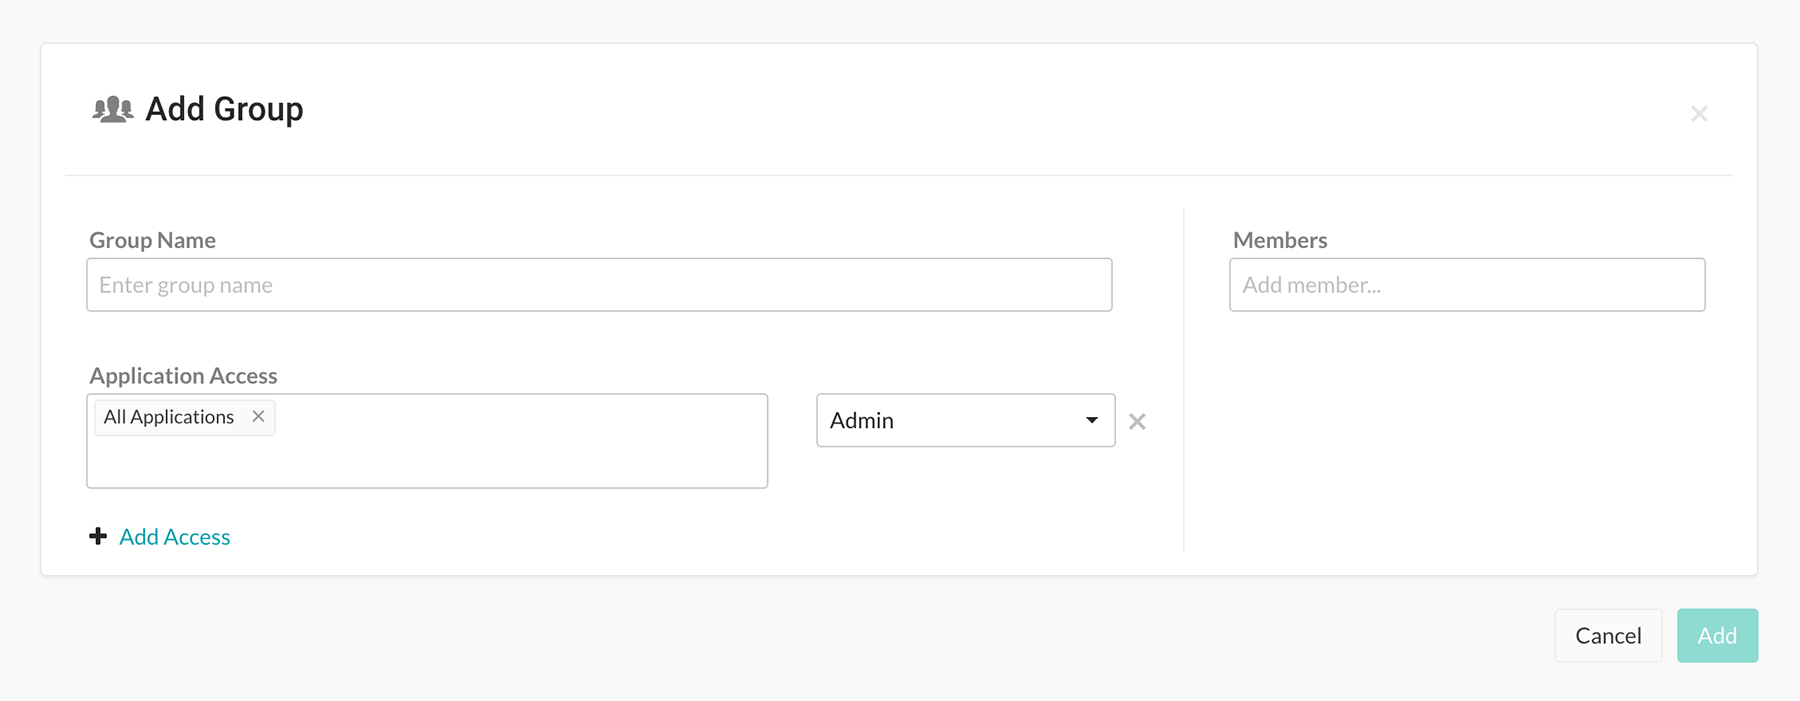 Add Group
Group Name
Enter group name
Members
Add member...
Application Access
All Applications
Admin
Add Access
Cancel
Add